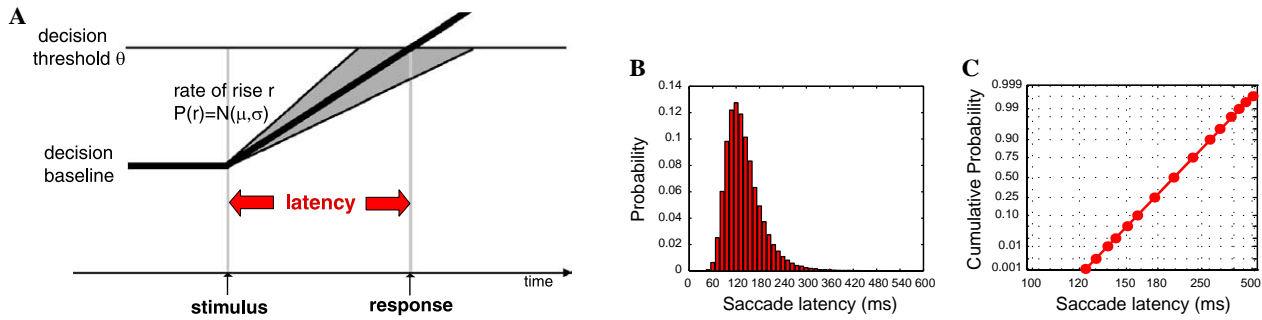 A
decision
threshold θ
rate of rise r
P(r)=N(μ,σ)
decision
baseline
latency
time
stimulus
response
B
0.14
0.12
0.10
0.08
0.06
0.04
0.02
0
Probability
0 60 120 180 240 300 360 420 480 540 600
Saccade latency (ms)
C
0.999
0.99
0.90
0.75
0.50
0.25
0.10
0.01
0.001
Cumulative Probability
100 120 150 180 250 500
Saccade latency (ms)